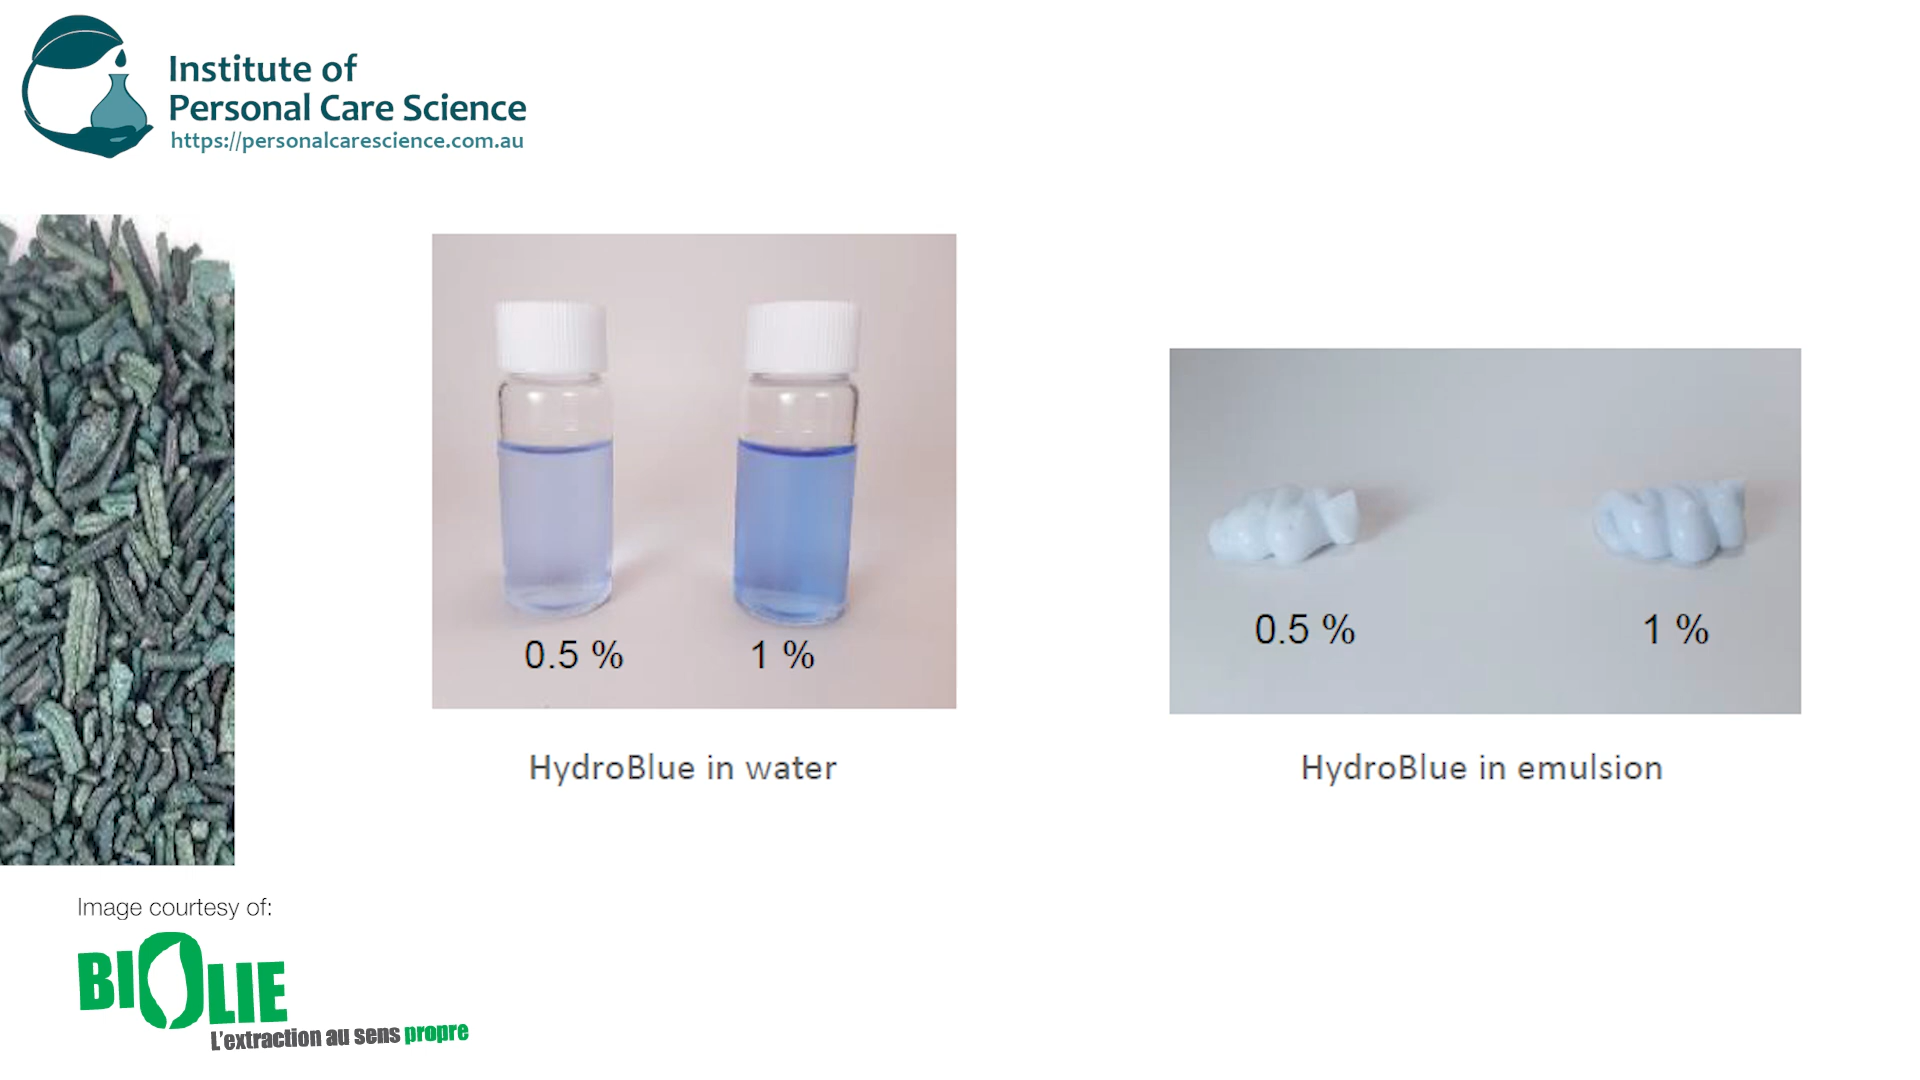 Institute of
Personal Care Science
https://personalcarescience.com.au
0.5 %
1 %
HydroBlue in water
0.5 %
1 %
HydroBlue in emulsion
Image courtesy of:
BIOLIE
L'extraction au sens propre